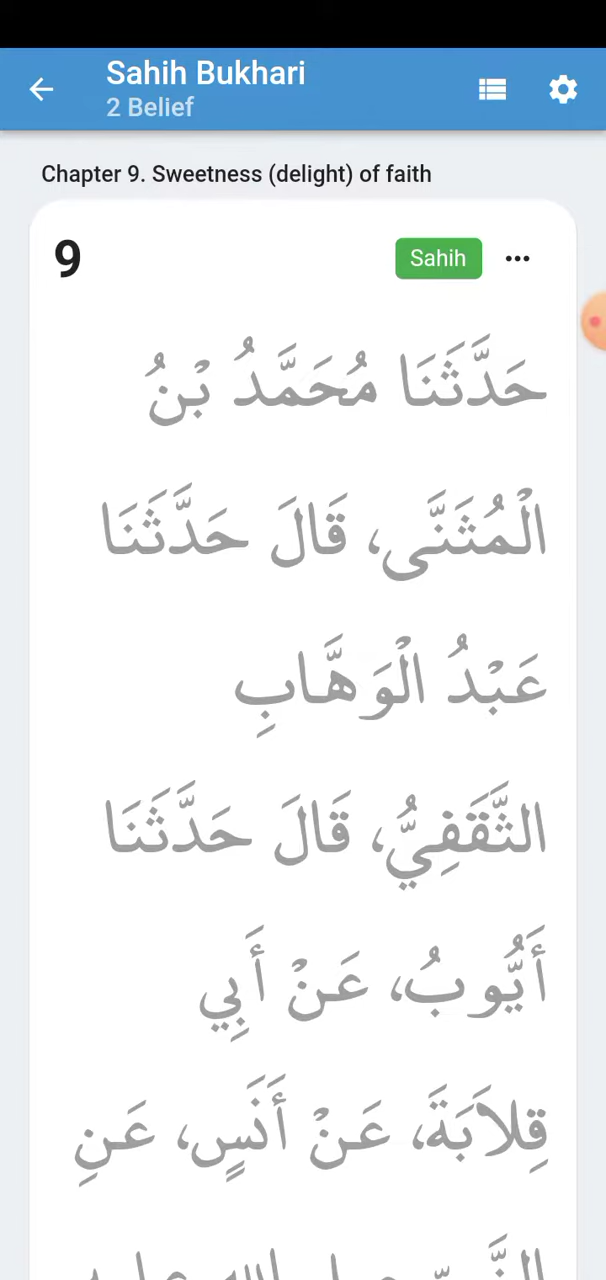 Sahih Bukhari
2 Belief
Chapter 9. Sweetness (delight) of faith
9
Sahih
حَدَّثَنَا مُحَمَّدُ بْنُ
الْمُثَنَّى، قَالَ حَدَّثَنَا
عَبْدُ الْوَهَّابِ
الثَّقَفِيُّ، قَالَ حَدَّثَنَا
أَيُّوبُ، عَنْ أَبِي
قِلاَبَةَ، عَنْ أَنَسٍ، عَنِ